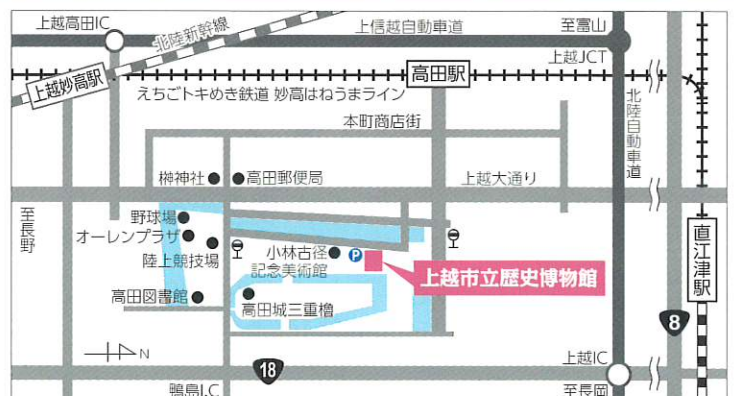 上越高田IC
北陸新幹線
上信越自動車道
至富山
上越JCT
上越妙高駅
高田駅
えちごトキめき鉄道 妙高はねうまライン
北陸自動車道
本町商店街
榊神社
高田郵便局
上越大通り
至長野
野球場
オーレンプラザ
陸上競技場
小林古径
記念美術館
P
上越市立歴史博物館
直江津駅
高田図書館
高田城三重櫓
8
N
18
上越IC
鴨島I.C
至長岡